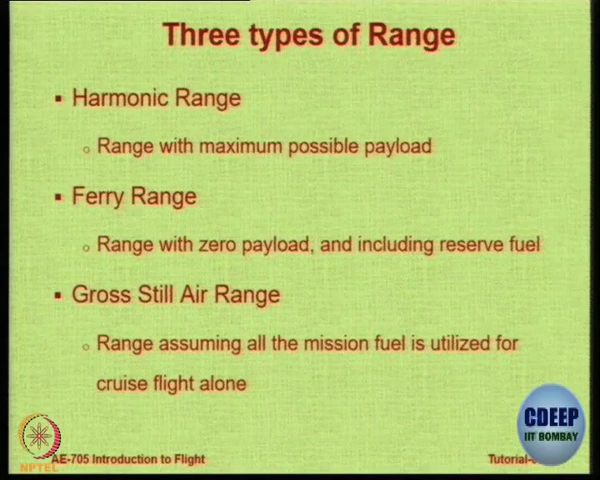 Three types of Range
▪ Harmonic Range
o Range with maximum possible payload
▪ Ferry Range
o Range with zero payload, and including reserve fuel
▪ Gross Still Air Range
o Range assuming all the mission fuel is utilized for
cruise flight alone
CDEEP
IIT BOMBAY
NPTEL
AE-705 Introduction to Flight